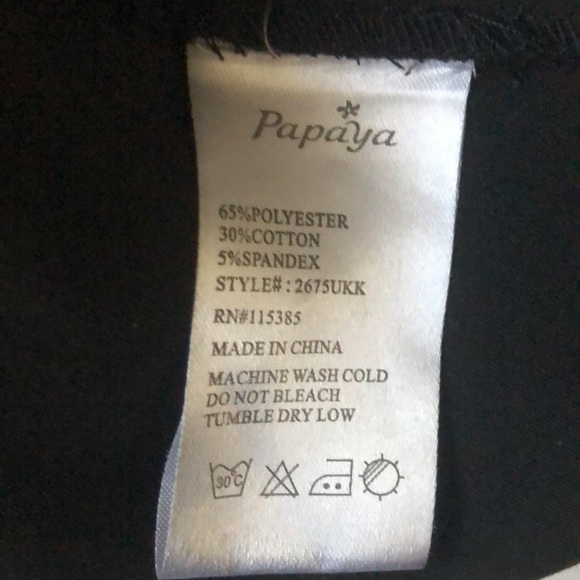 Papaya
65%POLYESTER
30%COTTON
5%SPANDEX
STYLE#:2675UKK
RN#115385
MADE IN CHINA
MACHINE WASH COLD
DO NOT BLEACH
TUMBLE DRY LOW
30°C